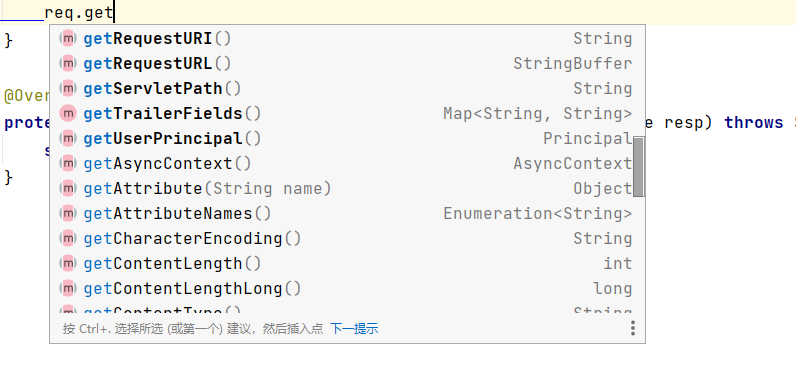 req.get
getRequestURI() String
}
getRequestURL() StringBuffer
getServletPath() String
@Over
getTrailerFields() Map<String, String>
prote
getUserPrincipal() Principal
e resp) throws
s
getAsyncContext() AsyncContext
}
getAttribute(String name) Object
getAttributeNames() Enumeration<String>
getCharacterEncoding() String
getContentLength() int
getContentLengthLong() long
getContentType() String
按 Ctrl+. 选择所选 (或第一个) 建议，然后插入点 下一提示